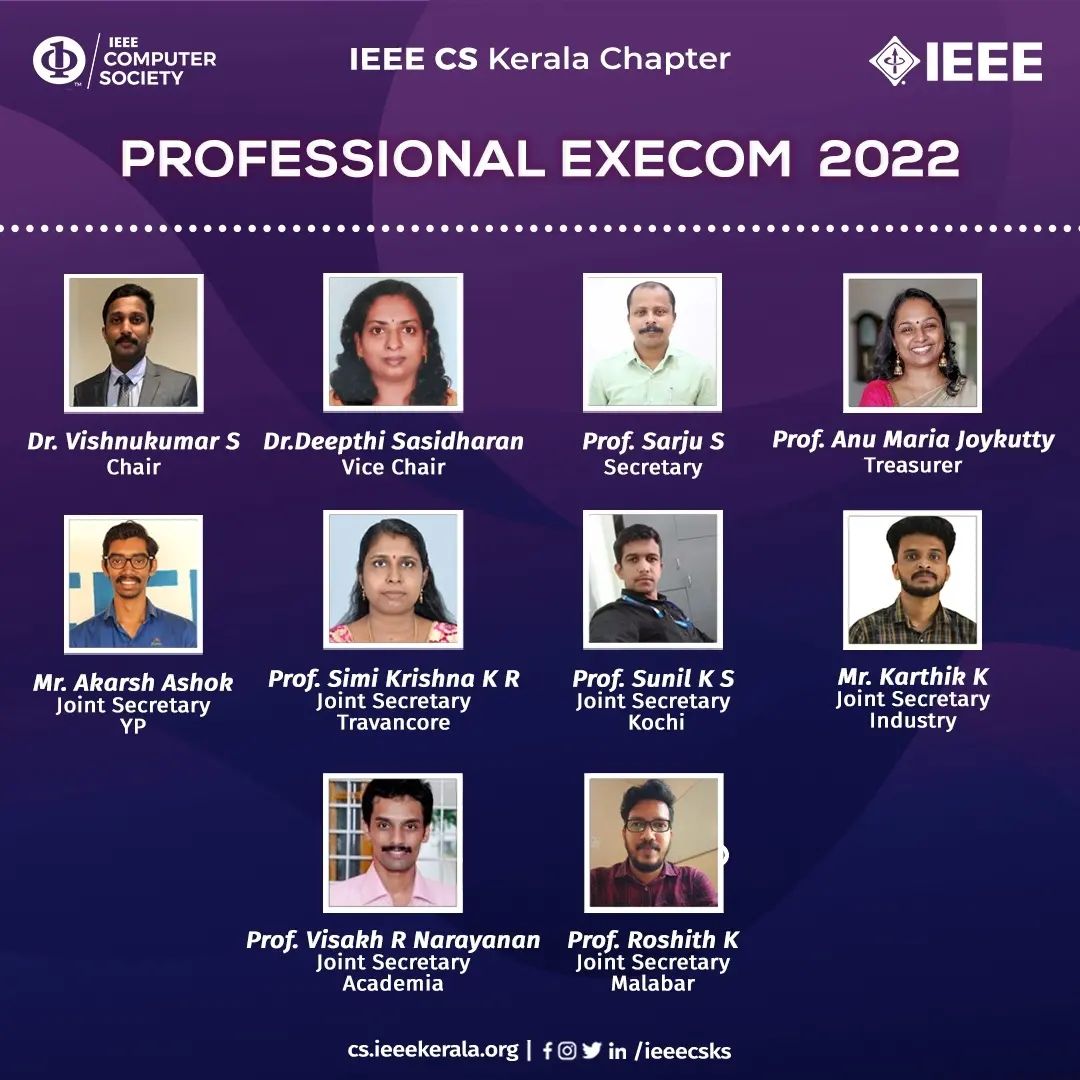 IEEE
COMPUTER
SOCIETY
TM
IEEE CS Kerala Chapter
IEEE
PROFESSIONAL EXECOM 2022
Dr. Vishnukumar S
Chair
Dr.Deepthi Sasidharan
Vice Chair
Prof. Sarju S
Secretary
Prof. Anu Maria Joykutty
Treasurer
Mr. Akarsh Ashok
Joint Secretary
YP
Prof. Simi Krishna K R
Joint Secretary
Travancore
Prof. Sunil K S
Joint Secretary
Kochi
Mr. Karthik K
Joint Secretary
Industry
Prof. Visakh R Narayanan
Joint Secretary
Academia
Prof. Roshith K
Joint Secretary
Malabar
cs.ieeekerala.org | /ieeecsks